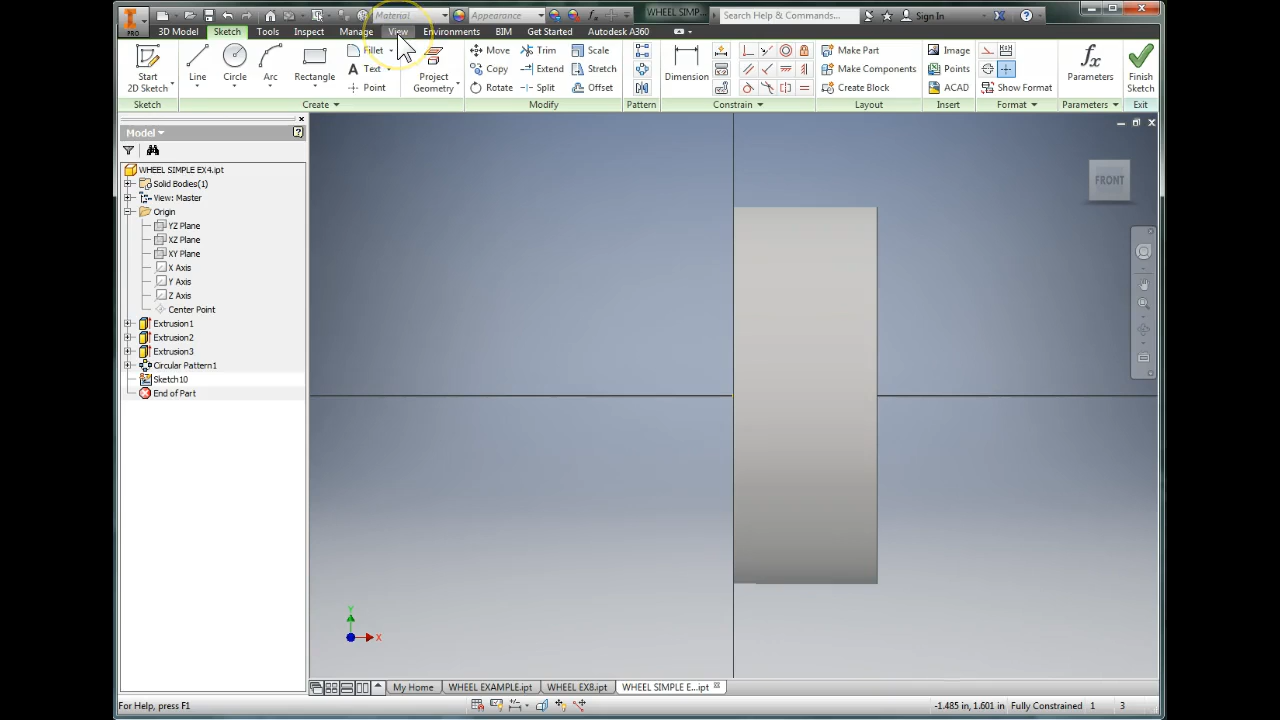 PRO
Material
Appearance
WHEEL SIMP...
Search Help & Commands...
Sign In
3D Model
Sketch
Tools
Inspect
Manage
View
Environments
BIM
Get Started
Autodesk A360
Start
2D Sketch
Line
Circle
Arc
Rectangle
Fillet
Text
Point
Project
Geometry
Move
Copy
Rotate
Trim
Extend
Split
Scale
Stretch
Offset
Dimension
Make Part
Make Components
Create Block
Image
Points
ACAD
Show Format
Parameters
Finish
Sketch
Sketch
Create
Modify
Pattern
Constrain
Layout
Insert
Format
Parameters
Exit
Model
WHEEL SIMPLE EX4.ipt
Solid Bodies(1)
View: Master
Origin
YZ Plane
XZ Plane
XY Plane
X Axis
Y Axis
Z Axis
Center Point
Extrusion1
Extrusion2
Extrusion3
Circular Pattern1
Sketch10
End of Part
FRONT
Y
X
My Home
WHEEL EXAMPLE.ipt
WHEEL EX8.ipt
WHEEL SIMPLE E...ipt
For Help, press F1
-1.485 in, 1.601 in
Fully Constrained
1
3